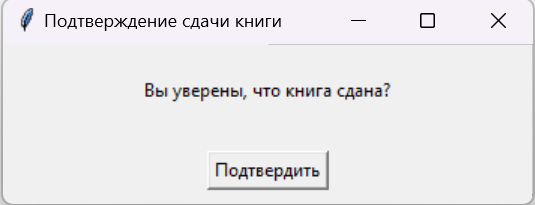 Подтверждение сдачи книги
Вы уверены, что книга сдана?
Подтвердить